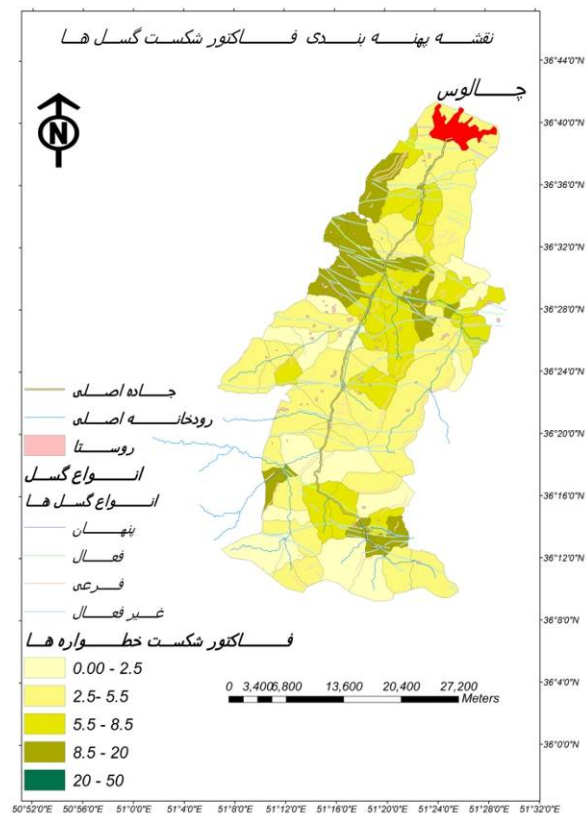 نقشه پهنه بندی فاکتور شکست گسل ها
چالوس
N
36°44'0"N
36°40'0"N
36°36'0"N
36°32'0"N
36°28'0"N
36°24'0"N
36°20'0"N
36°16'0"N
36°12'0"N
36°8'0"N
36°4'0"N
36°0'0"N
جاده اصلی
رودخانه اصلی
روستا
انواع گسل
انواع گسل ها
پنهان
فعال
فرعی
غیر فعال
فاکتور شکست خطواره ها
0.00 - 2.5
2.5- 5.5
5.5 - 8.5
8.5 - 20
20 - 50
0 3,400 6,800 13,600 20,400 27,200
Meters
50°52'0"E 50°56'0"E 51°0'0"E 51°4'0"E 51°8'0"E 51°12'0"E 51°16'0"E 51°20'0"E 51°24'0"E 51°28'0"E 51°32'0"E